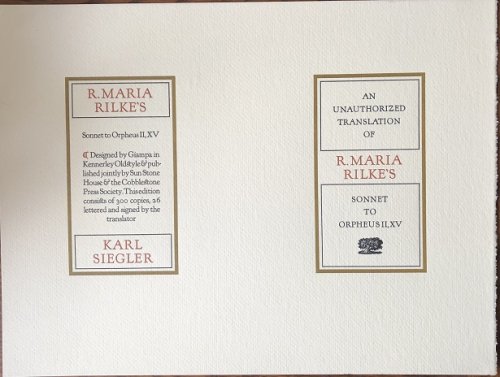 R. MARIA
RILKE'S
Sonnet to Orpheus II, XV
⁋ Designed by Giampa in
Kennerley Oldstyle & pub-
lished jointly by Sun Stone
House & the Cobblestone
Press Society. This edition
consists of 300 copies, 26
lettered and signed by the
translator
KARL
SIEGLER
AN
UNAUTHORIZED
TRANSLATION
OF
R. MARIA
RILKE'S
SONNET
TO
ORPHEUS II, XV